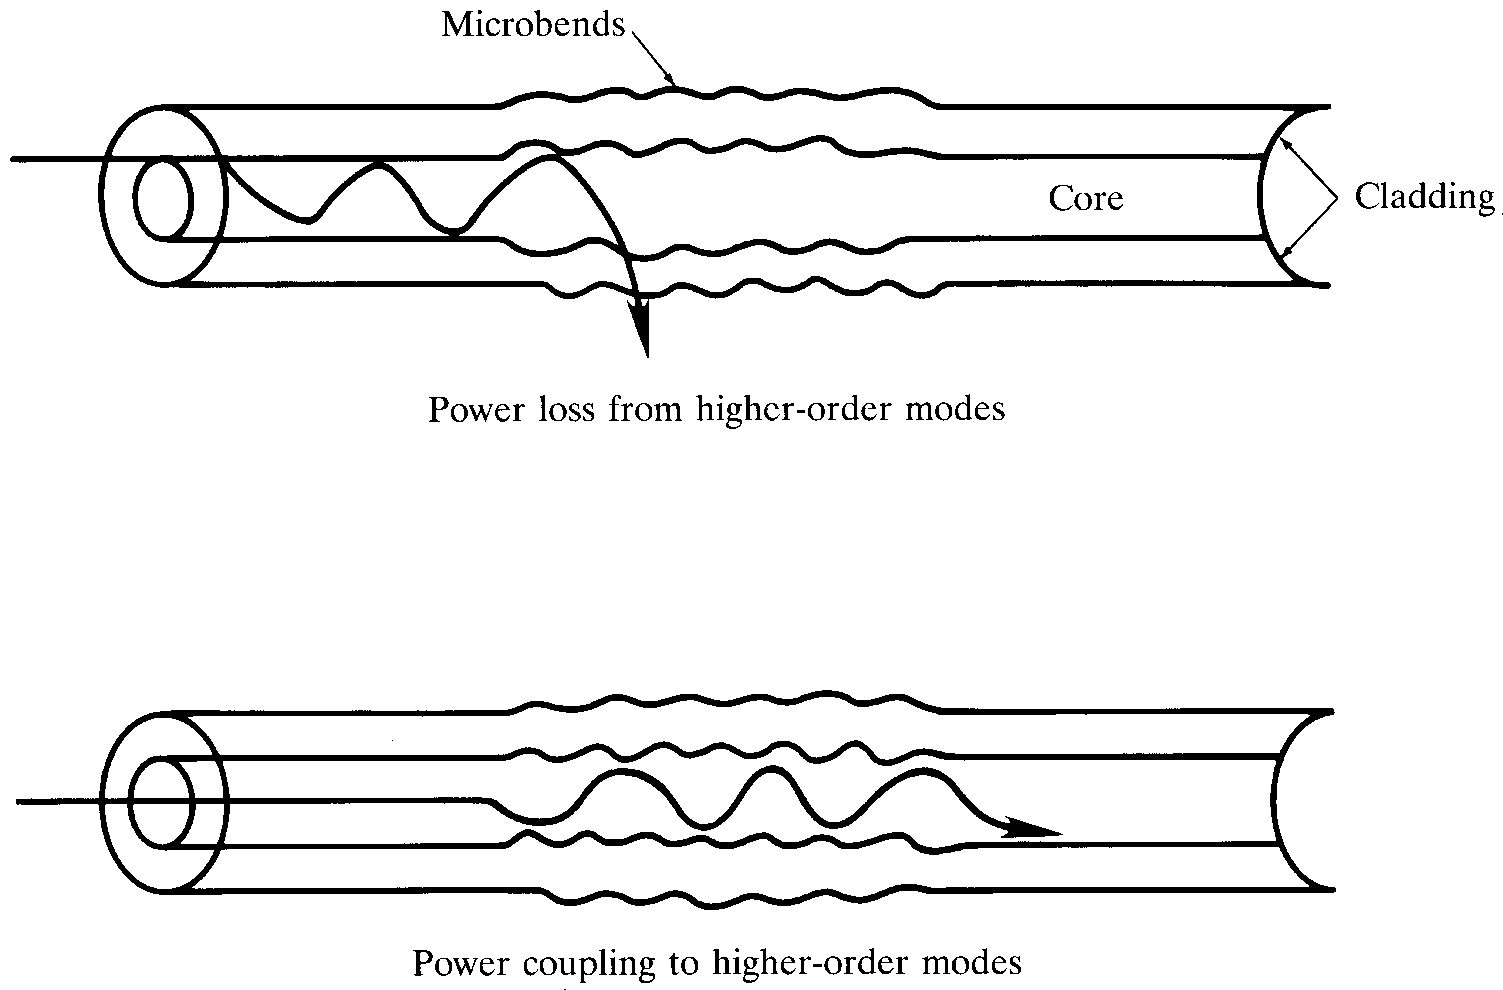 Microbends
Core
Cladding
Power loss from higher-order modes
Power coupling to higher-order modes